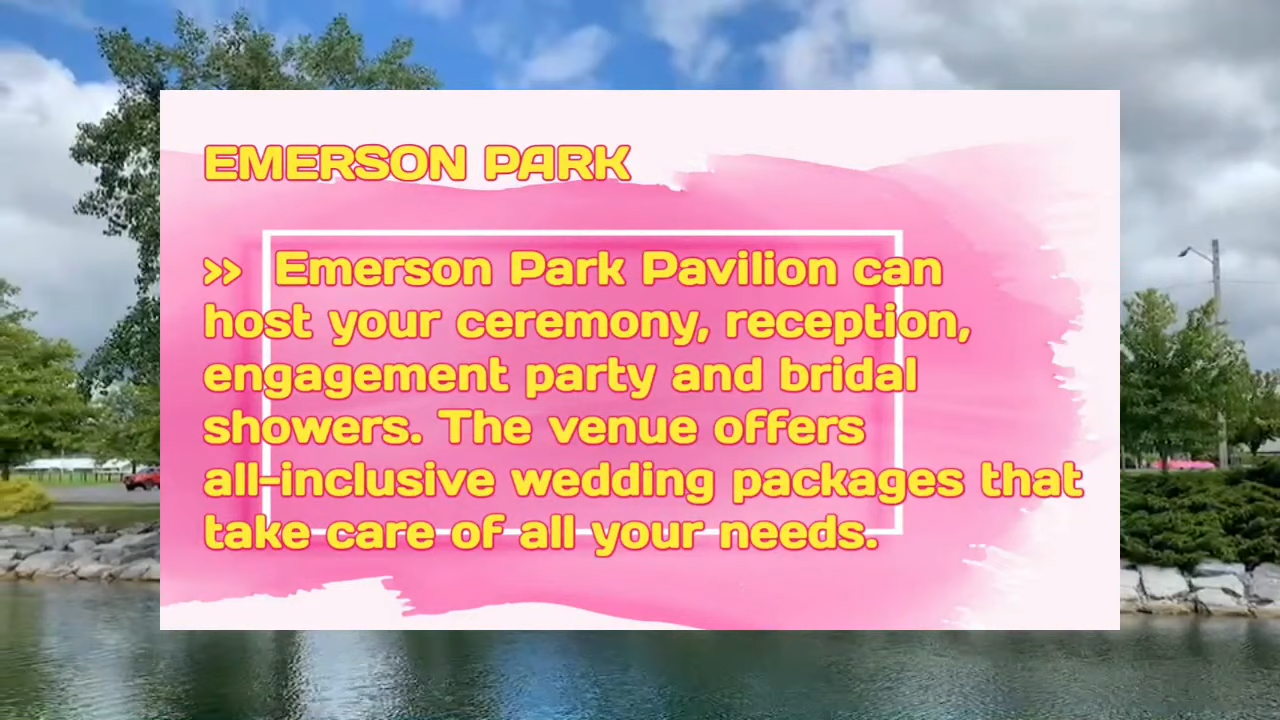 EMERSON PARK
>> Emerson Park Pavilion can
host your ceremony, reception,
engagement party and bridal
showers. The venue offers
all-inclusive wedding packages that
take care of all your needs.